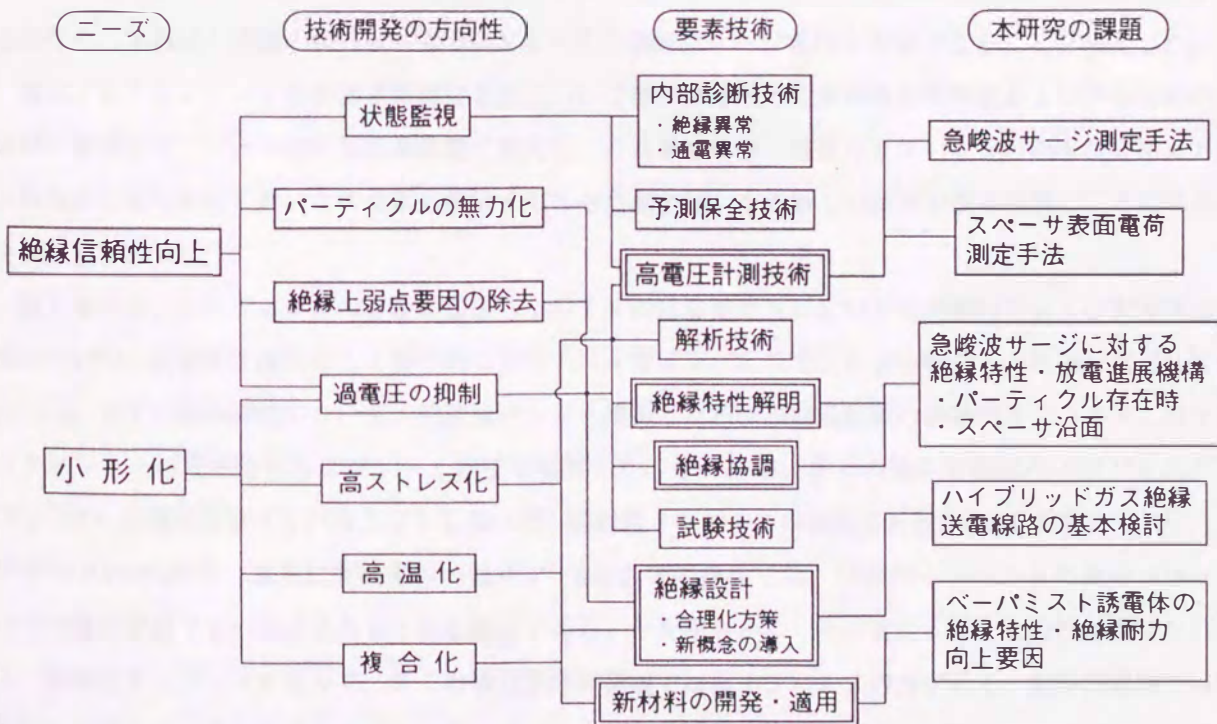 ニーズ
技術開発の方向性
要素技術
本研究の課題
絶縁信頼性向上
小形化
状態監視
パーティクルの無力化
絶縁上弱点要因の除去
過電圧の抑制
高ストレス化
高温化
複合化
内部診断技術
・絶縁異常
・通電異常
予測保全技術
高電圧計測技術
解析技術
絶縁特性解明
絶縁協調
試験技術
絶縁設計
・合理化方策
・新概念の導入
新材料の開発・適用
急峻波サージ測定手法
スペーサ表面電荷
測定手法
急峻波サージに対する
絶縁特性・放電進展機構
・パーティクル存在時
・スペーサ沿面
ハイブリッドガス絶縁
送電線路の基本検討
ベーパミスト誘電体の
絶縁特性・絶縁耐力
向上要因